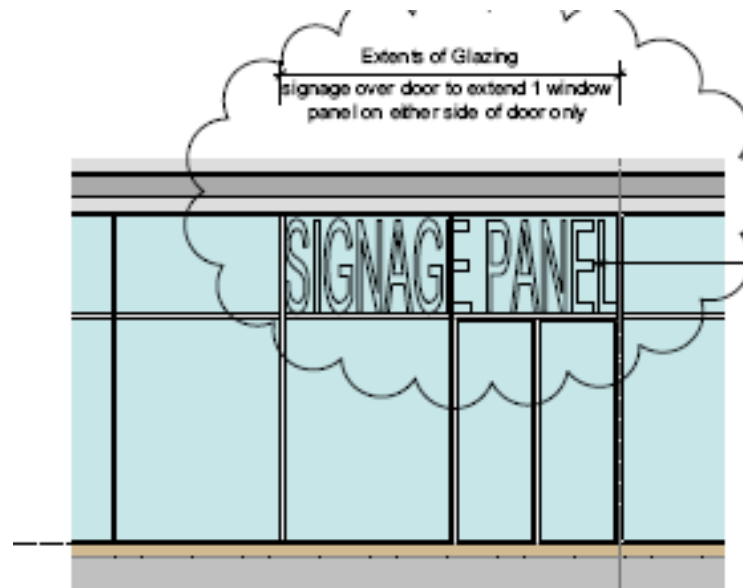 Extents of Glazing
signage over door to extend 1 window
panel on either side of door only
SIGNAGE PANEL